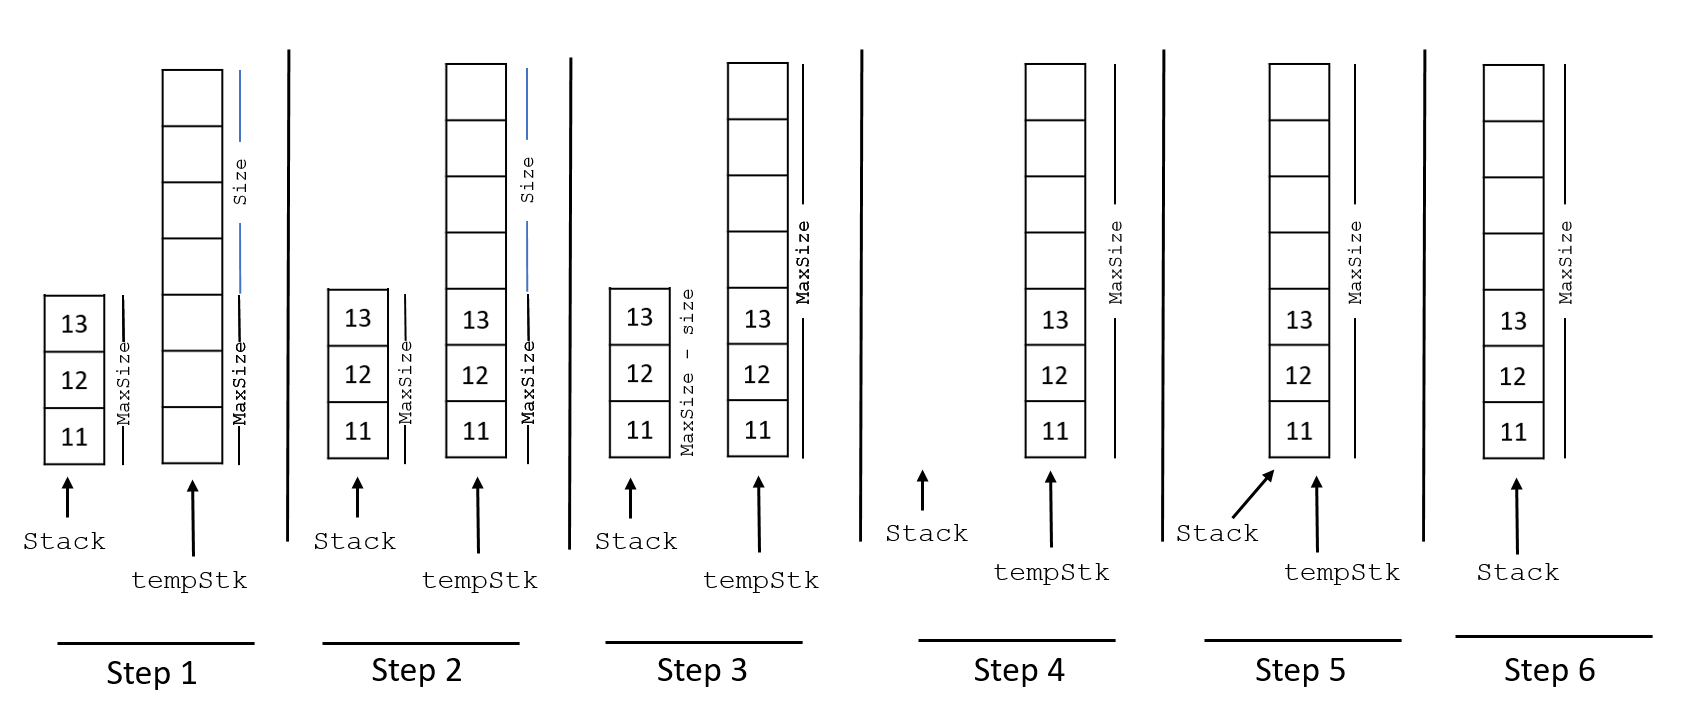 13
12
11
MaxSize
Size
MaxSize
Stack
tempStk
Step 1
13
12
11
MaxSize
13
12
11
Size
MaxSize
Stack
tempStk
Step 2
13
12
11
MaxSize - size
13
12
11
MaxSize
Stack
tempStk
Step 3
13
12
11
MaxSize
Stack
tempStk
Step 4
13
12
11
MaxSize
Stack
tempStk
Step 5
13
12
11
MaxSize
Stack
Step 6